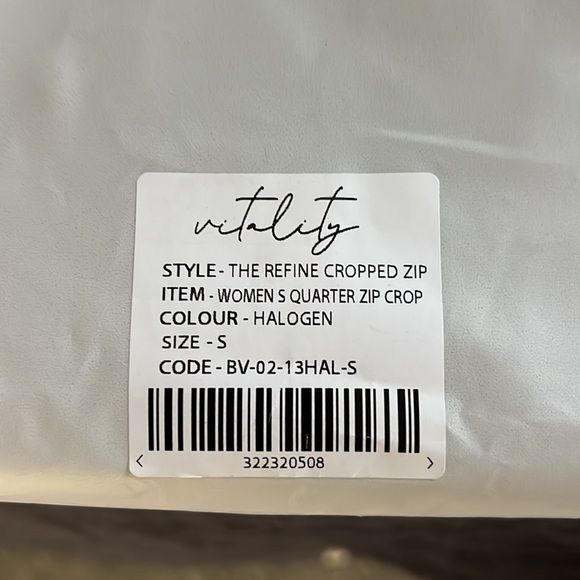 vitality
STYLE - THE REFINE CROPPED ZIP
ITEM - WOMEN S QUARTER ZIP CROP
COLOUR - HALOGEN
SIZE - S
CODE - BV-02-13HAL-S
< 322320508 >